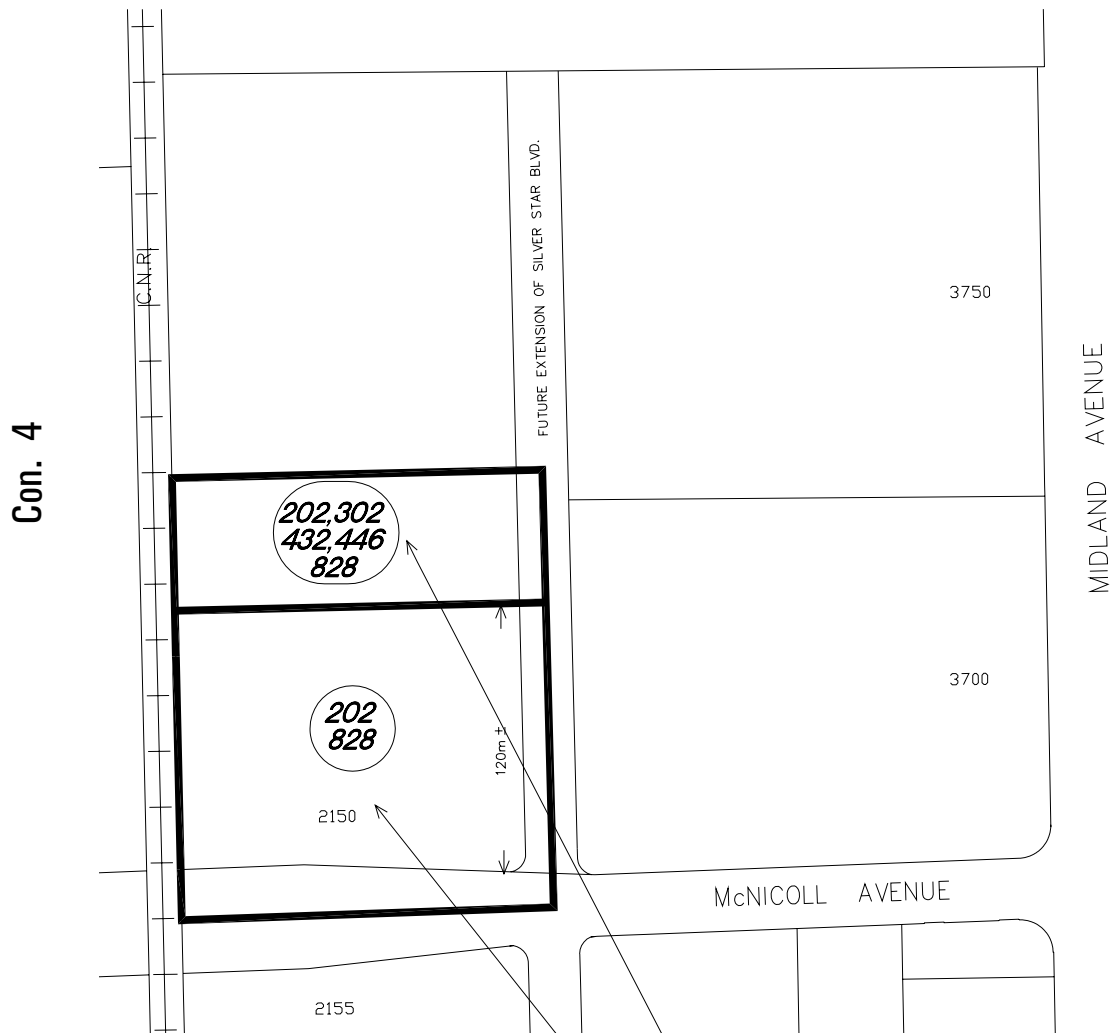 FUTURE EXTENSION OF SILVER STAR BLVD.
C.N.R.
3750
MIDLAND AVENUE
Con. 4
202,302
432,446
828
3700
202
828
120m ±
2150
McNICOLL AVENUE
2155